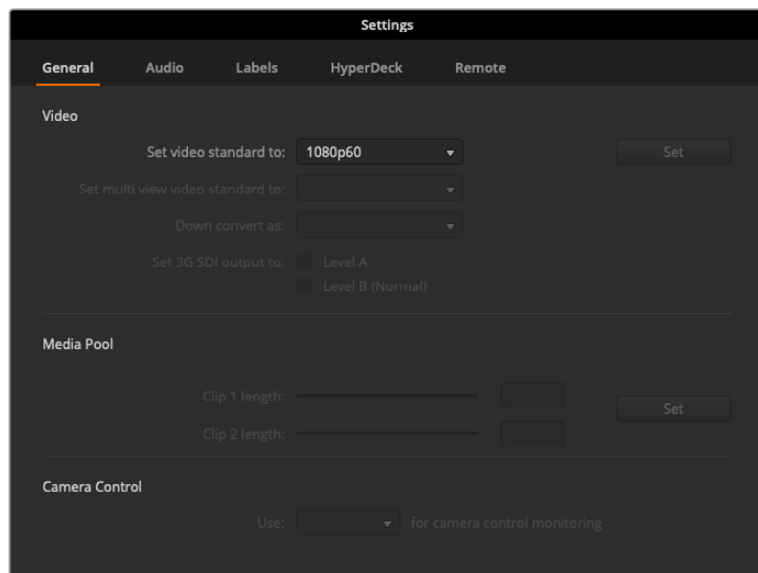 Settings
General Audio Labels HyperDeck Remote
Video
Set video standard to: 1080p60 Set
Set multi view video standard to:
Down convert as:
Set 3G SDI output to: Level A
Level B (Normal)
Media Pool
Clip 1 length:
Set
Clip 2 length:
Camera Control
Use: for camera control monitoring